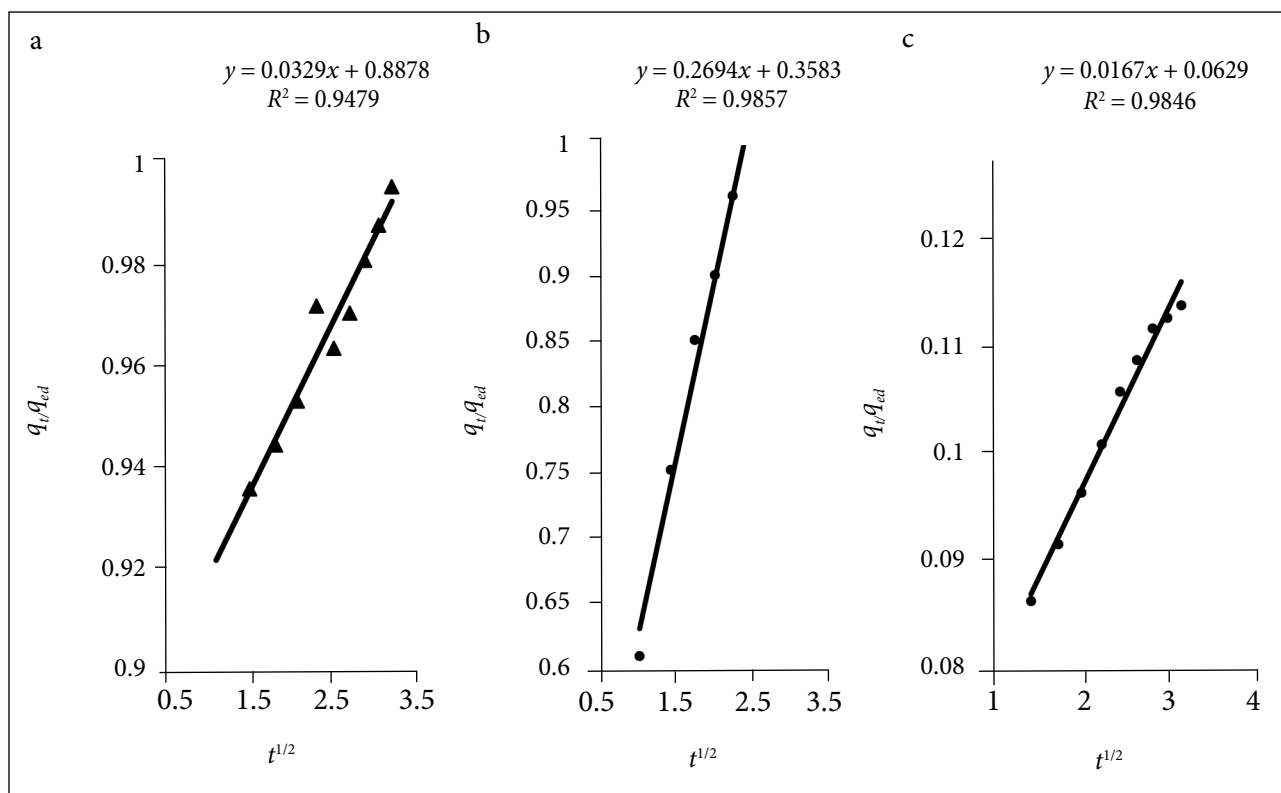 a
y = 0.0329x + 0.8878
R² = 0.9479
1
0.98
0.96
0.94
0.92
0.9
0.5 1.5 2.5 3.5
qt/qed
t^1/2
b
y = 0.2694x + 0.3583
R² = 0.9857
1
0.95
0.9
0.85
0.8
0.75
0.7
0.65
0.6
0.5 1.5 2.5 3.5
qt/qed
t^1/2
c
y = 0.0167x + 0.0629
R² = 0.9846
0.12
0.11
0.1
0.09
0.08
1 2 3 4
qt/qed
t^1/2